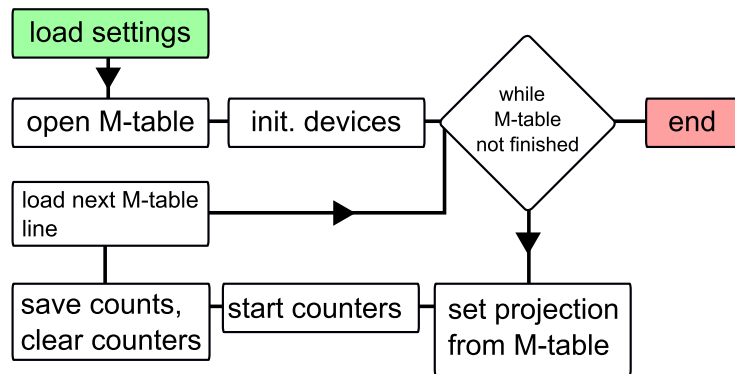 load settings
open M-table
init. devices
while
M-table
not finished
end
load next M-table
line
save counts,
clear counters
start counters
set projection
from M-table